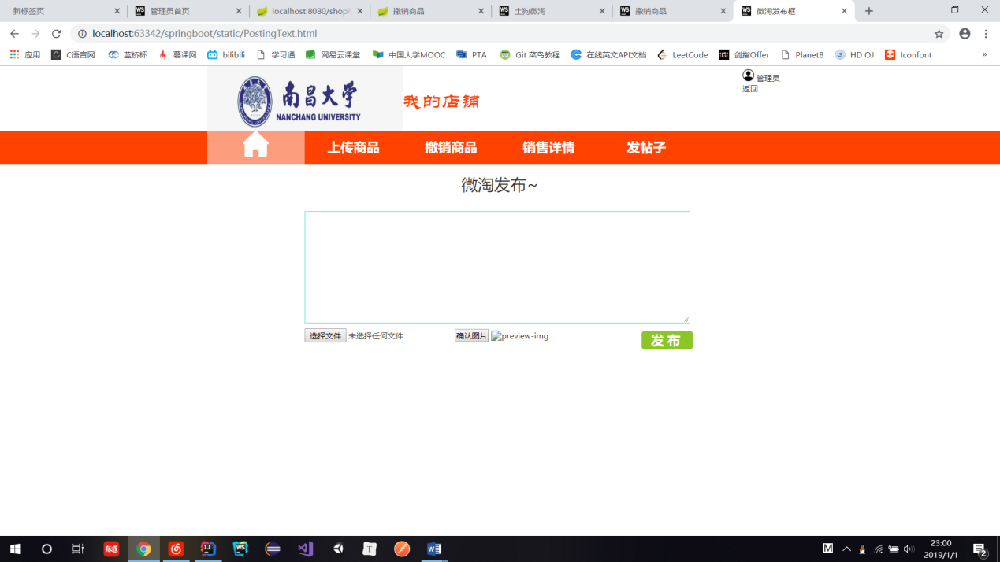 新标签页
管理员首页
localhost:8080/shop/
撤销商品
土狗微淘
撤销商品
微淘发布框
localhost:63342/springboot/static/PostingText.html
应用 C语言网 蓝桥杯 慕课网 bilibili 学习通 网易云课堂 中国大学MOOC PTA Git 菜鸟教程 在线英文API文档 LeetCode 剑指Offer PlanetB HD OJ Iconfont »
南昌大学
NANCHANG UNIVERSITY
我的店铺
管理员
返回
上传商品 撤销商品 销售详情 发帖子
微淘发布~
选择文件 未选择任何文件 确认图片 preview-img 发布
23:00
2019/1/1
2